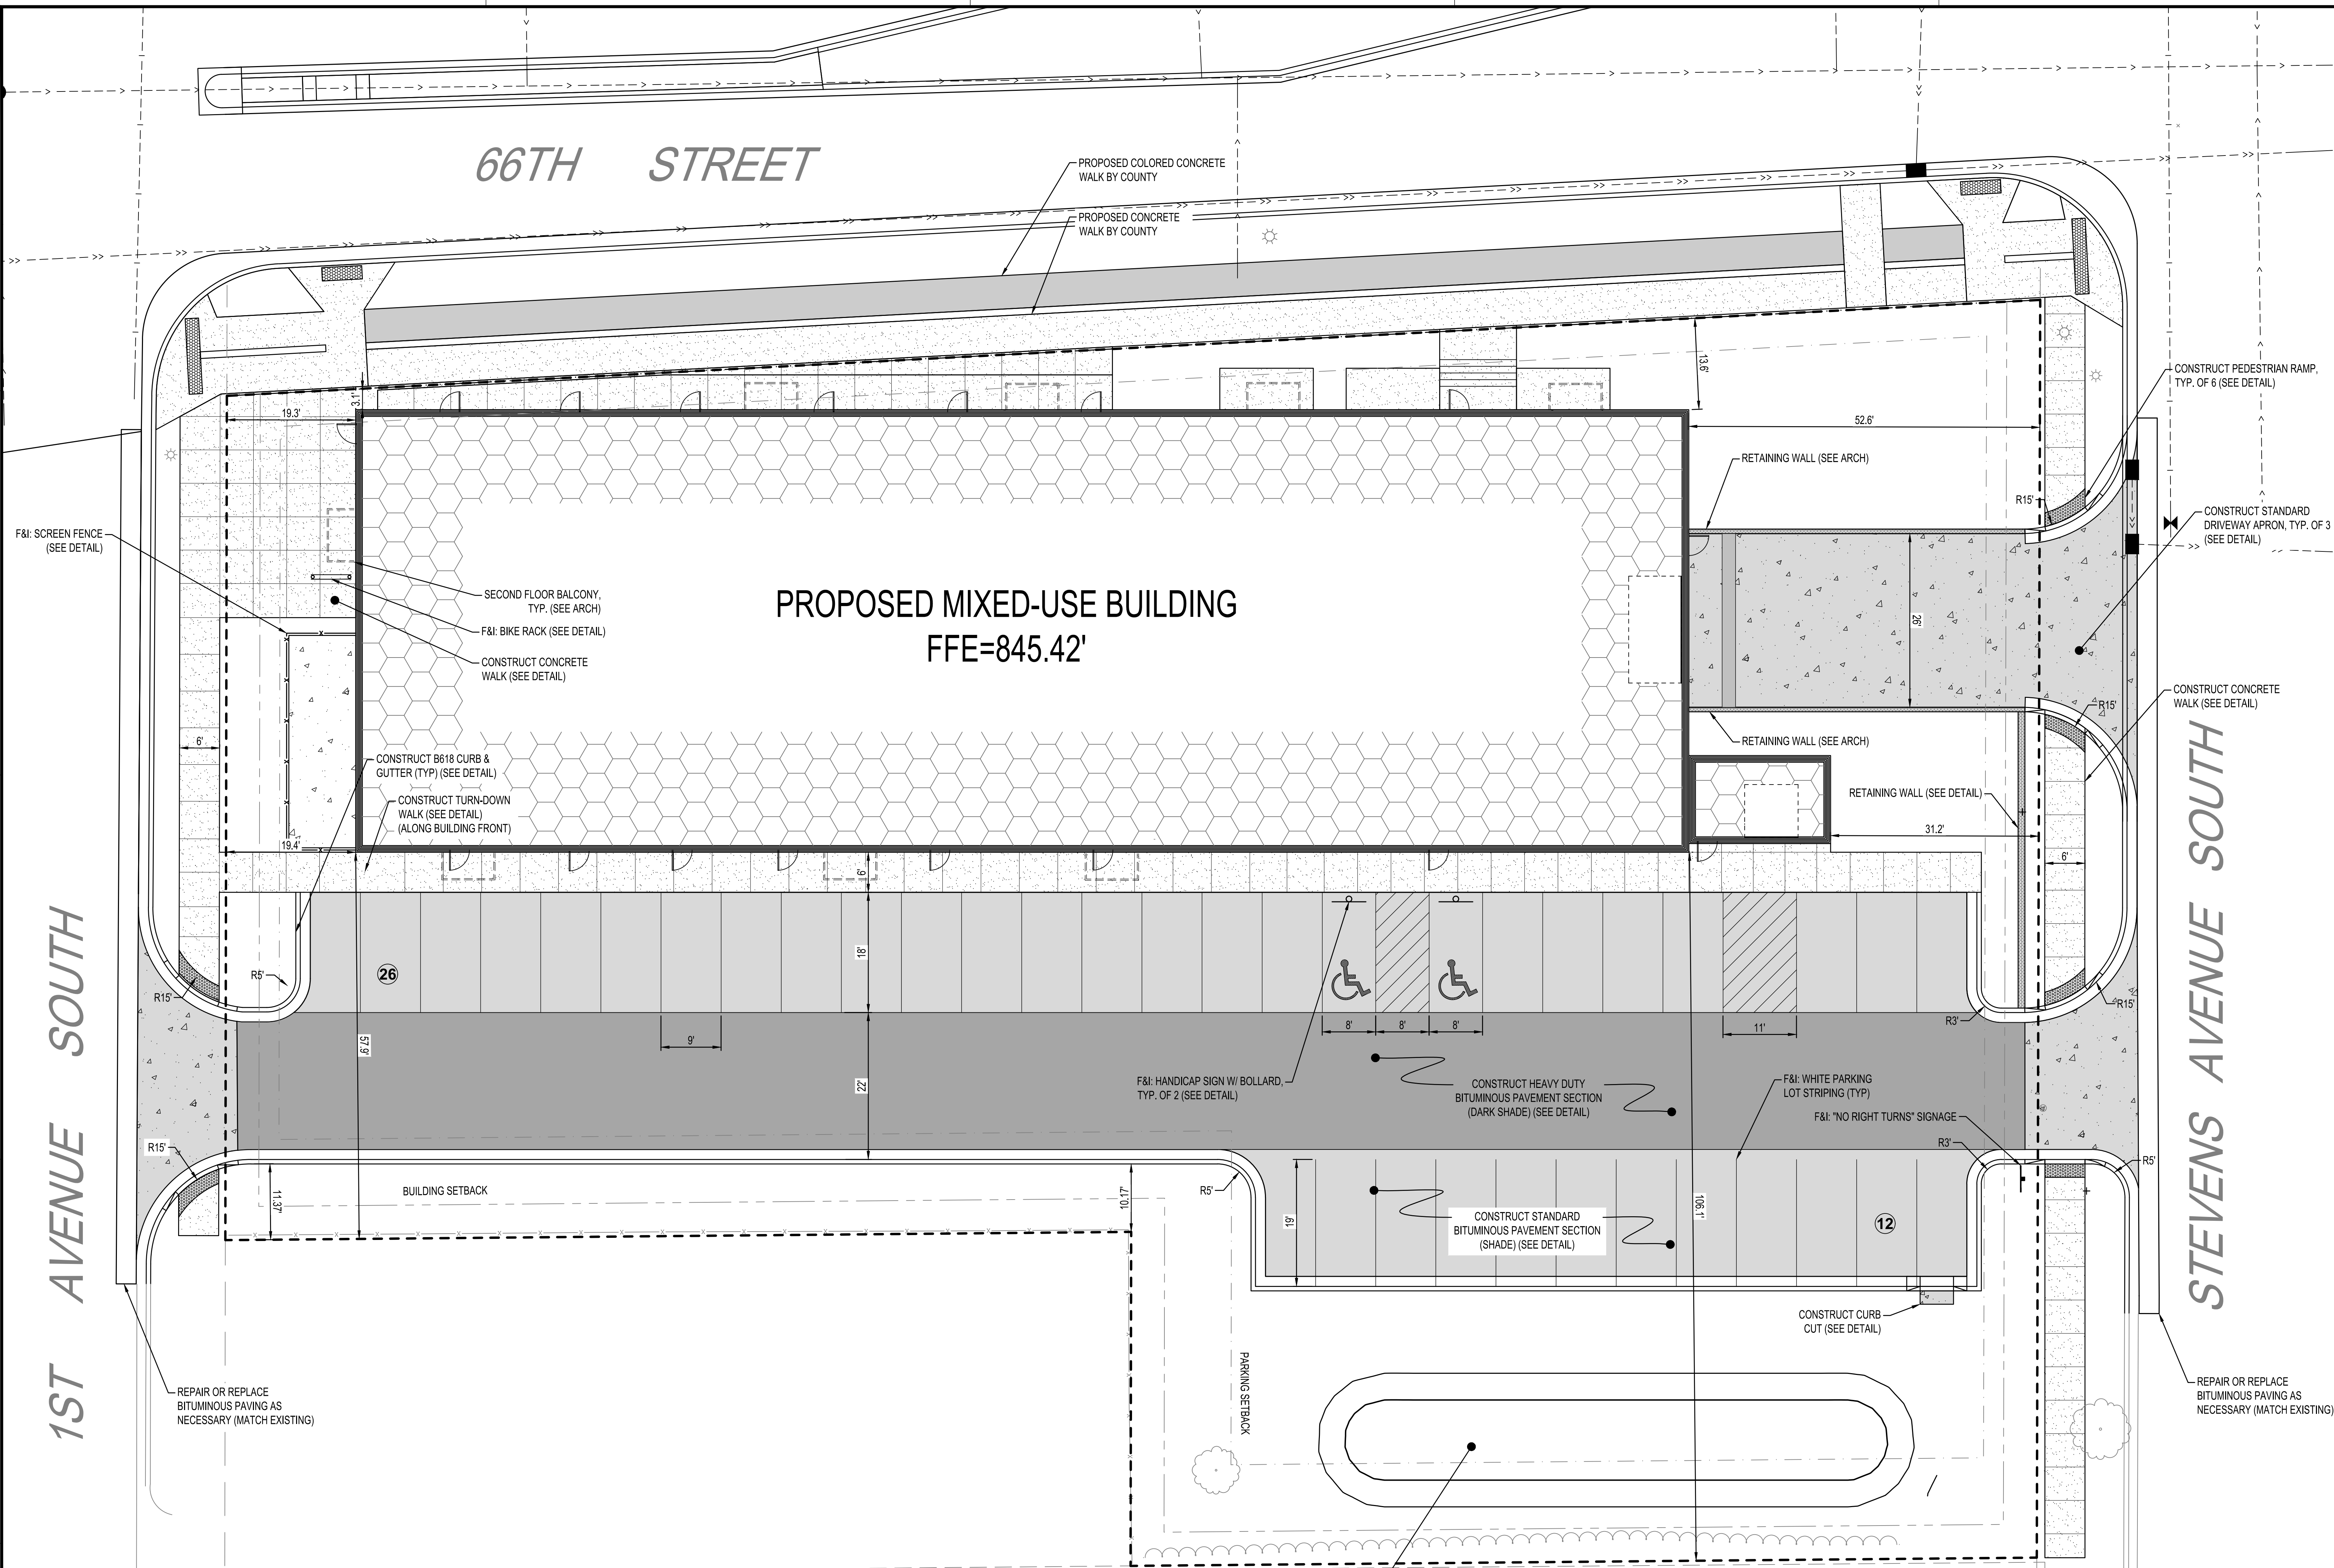 66TH STREET
PROPOSED COLORED CONCRETE
WALK BY COUNTY
PROPOSED CONCRETE
WALK BY COUNTY
CONSTRUCT PEDESTRIAN RAMP,
TYP. OF 6 (SEE DETAIL)
13.6'
3.1'
19.3'
52.6'
RETAINING WALL (SEE ARCH)
R15'
CONSTRUCT STANDARD
DRIVEWAY APRON, TYP. OF 3
(SEE DETAIL)
F&I: SCREEN FENCE
(SEE DETAIL)
SECOND FLOOR BALCONY,
TYP. (SEE ARCH)
F&I: BIKE RACK (SEE DETAIL)
CONSTRUCT CONCRETE
WALK (SEE DETAIL)
PROPOSED MIXED-USE BUILDING
FFE=845.42'
26'
CONSTRUCT CONCRETE
WALK (SEE DETAIL)
R15'
6'
RETAINING WALL (SEE ARCH)
CONSTRUCT B618 CURB &
GUTTER (TYP) (SEE DETAIL)
CONSTRUCT TURN-DOWN
WALK (SEE DETAIL)
(ALONG BUILDING FRONT)
RETAINING WALL (SEE DETAIL)
31.2'
19.4'
6'
6'
1ST AVENUE SOUTH
STEVENS AVENUE SOUTH
18'
26
R5'
R15'
R15'
R3'
8'
8'
8'
11'
9'
57.9'
22'
F&I: HANDICAP SIGN W/ BOLLARD,
TYP. OF 2 (SEE DETAIL)
CONSTRUCT HEAVY DUTY
BITUMINOUS PAVEMENT SECTION
(DARK SHADE) (SEE DETAIL)
F&I: WHITE PARKING
LOT STRIPING (TYP)
F&I: "NO RIGHT TURNS" SIGNAGE
R3'
R15'
R5'
BUILDING SETBACK
11.37'
10.17'
R5'
19'
106.1'
CONSTRUCT STANDARD
BITUMINOUS PAVEMENT SECTION
(SHADE) (SEE DETAIL)
12
CONSTRUCT CURB
CUT (SEE DETAIL)
PARKING SETBACK
REPAIR OR REPLACE
BITUMINOUS PAVING AS
NECESSARY (MATCH EXISTING)
REPAIR OR REPLACE
BITUMINOUS PAVING AS
NECESSARY (MATCH EXISTING)